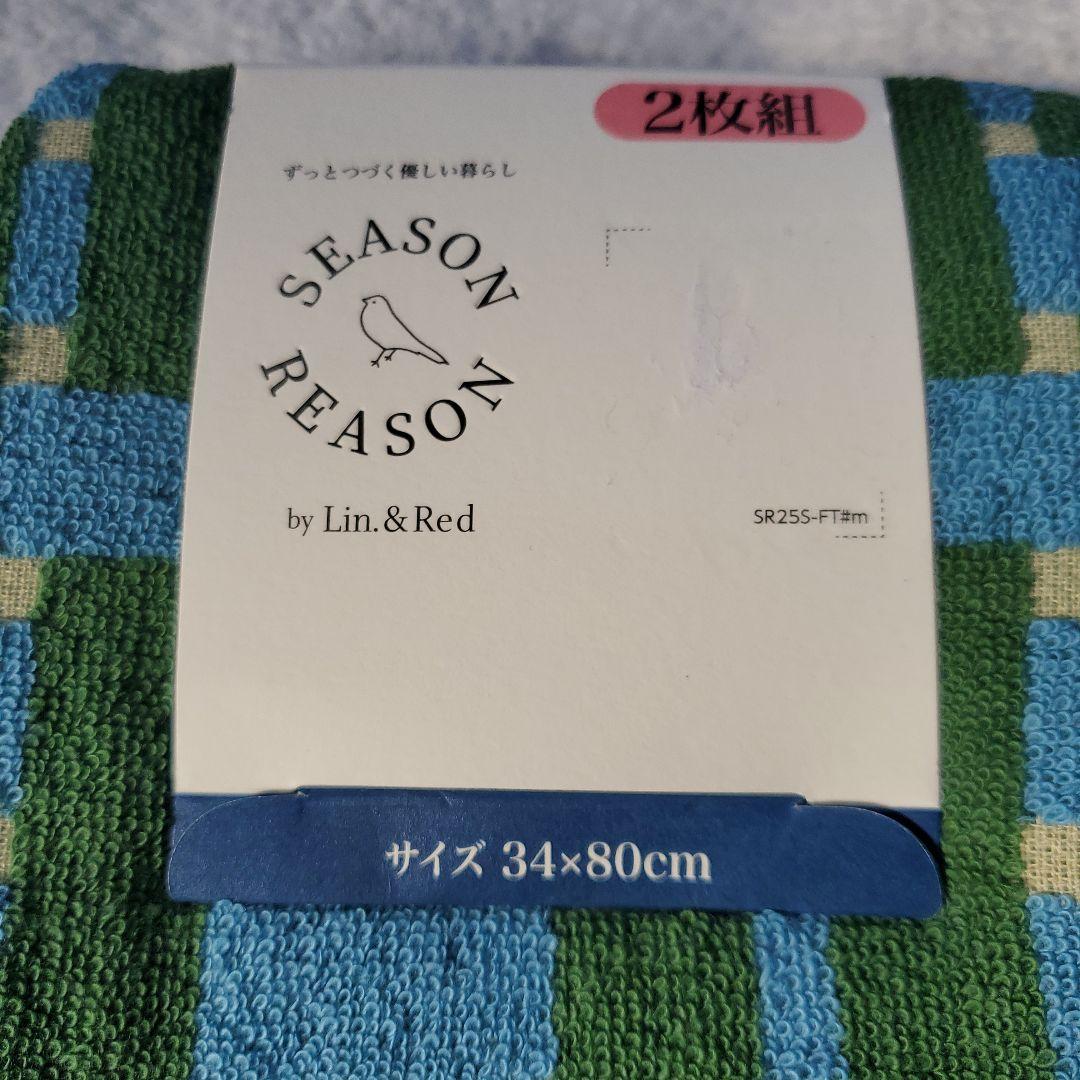 2枚組
ずっとつづく優しい暮らし
SEASON
REASON
by Lin.&Red
SR25S-FT#m
サイズ 34×80cm